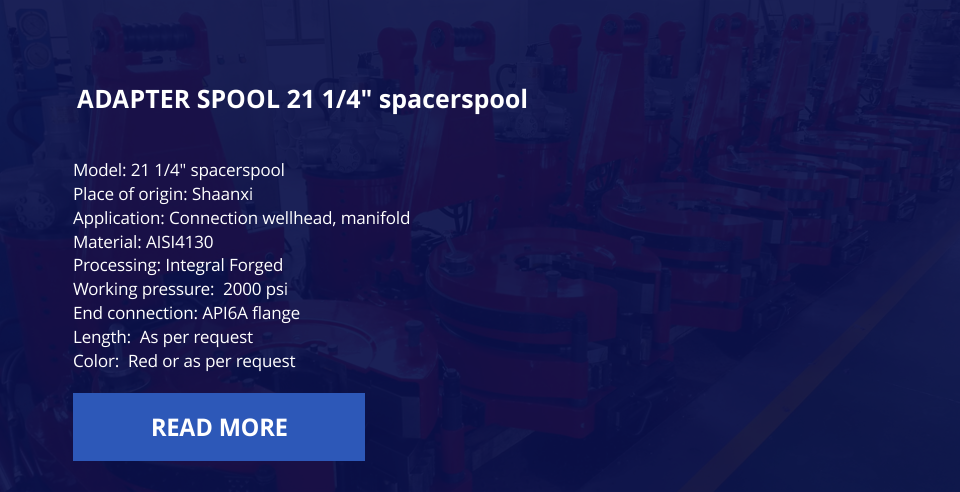 ADAPTER SPOOL 21 1/4" spacerspool
Model: 21 1/4" spacerspool
Place of origin: Shaanxi
Application: Connection wellhead, manifold
Material: AISI4130
Processing: Integral Forged
Working pressure:  2000 psi
End connection: API6A flange
Length:  As per request
Color:  Red or as per request
READ MORE